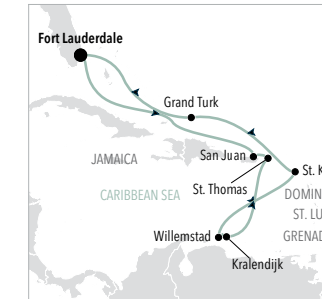 Fort Lauderdale
Grand Turk
JAMAICA
San Juan
St. K
St. Thomas
CARIBBEAN SEA
DOMIN
ST. LU
Willemstad
GRENAD
Kralendijk